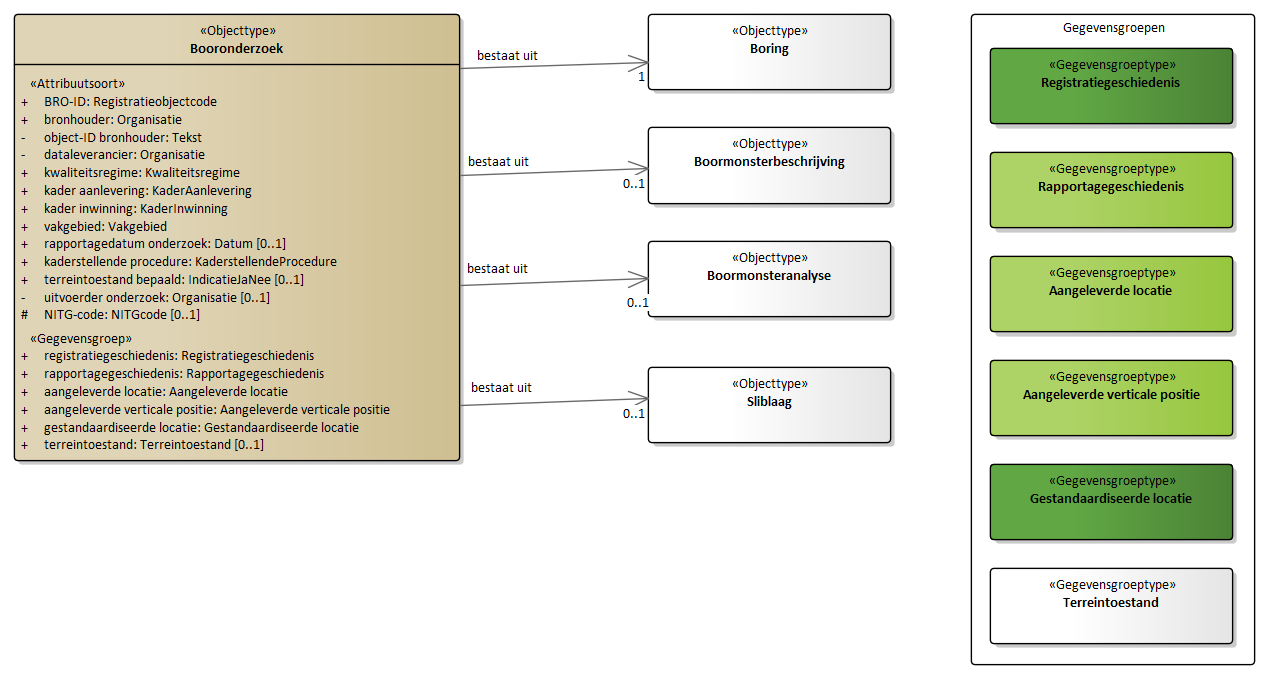 «Objecttype»
Booronderzoek
«Attribuutsoort»
+ BRO-ID: Registratieobjectcode
+ bronhouder: Organisatie
- object-ID bronhouder: Tekst
- dataleverancier: Organisatie
+ kwaliteitsregime: Kwaliteitsregime
+ kader aanlevering: KaderAanlevering
+ kader inwinning: KaderInwinning
+ vakgebied: Vakgebied
+ rapportagedatum onderzoek: Datum [0..1]
+ kaderstellende procedure: KaderstellendeProcedure
+ terreintoestand bepaald: IndicatieJaNee [0..1]
- uitvoerder onderzoek: Organisatie [0..1]
# NITG-code: NITGcode [0..1]
«Gegevensgroep»
+ registratiegeschiedenis: Registratiegeschiedenis
+ rapportagegeschiedenis: Rapportagegeschiedenis
+ aangeleverde locatie: Aangeleverde locatie
+ aangeleverde verticale positie: Aangeleverde verticale positie
+ gestandaardiseerde locatie: Gestandaardiseerde locatie
+ terreintoestand: Terreintoestand [0..1]
bestaat uit
1
«Objecttype»
Boring
bestaat uit
0..1
«Objecttype»
Boormonsterbeschrijving
bestaat uit
0..1
«Objecttype»
Boormonsteranalyse
bestaat uit
0..1
«Objecttype»
Sliblaag
Gegevensgroepen
«Gegevensgroeptype»
Registratiegeschiedenis
«Gegevensgroeptype»
Rapportagegeschiedenis
«Gegevensgroeptype»
Aangeleverde locatie
«Gegevensgroeptype»
Aangeleverde verticale positie
«Gegevensgroeptype»
Gestandaardiseerde locatie
«Gegevensgroeptype»
Terreintoestand